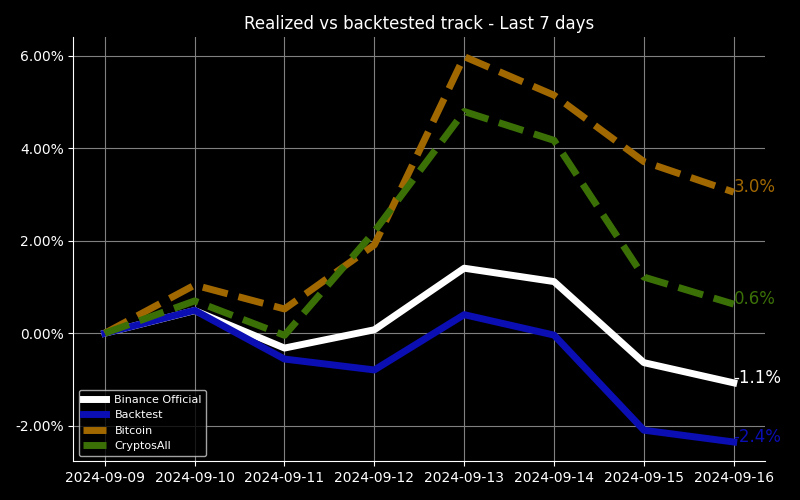 Realized vs backtested track - Last 7 days
6.00%
4.00%
2.00%
0.00%
-2.00%
3.0%
0.6%
-1.1%
-2.4%
Binance Official
Backtest
Bitcoin
CryptosAll
2024-09-09 2024-09-10 2024-09-11 2024-09-12 2024-09-13 2024-09-14 2024-09-15 2024-09-16